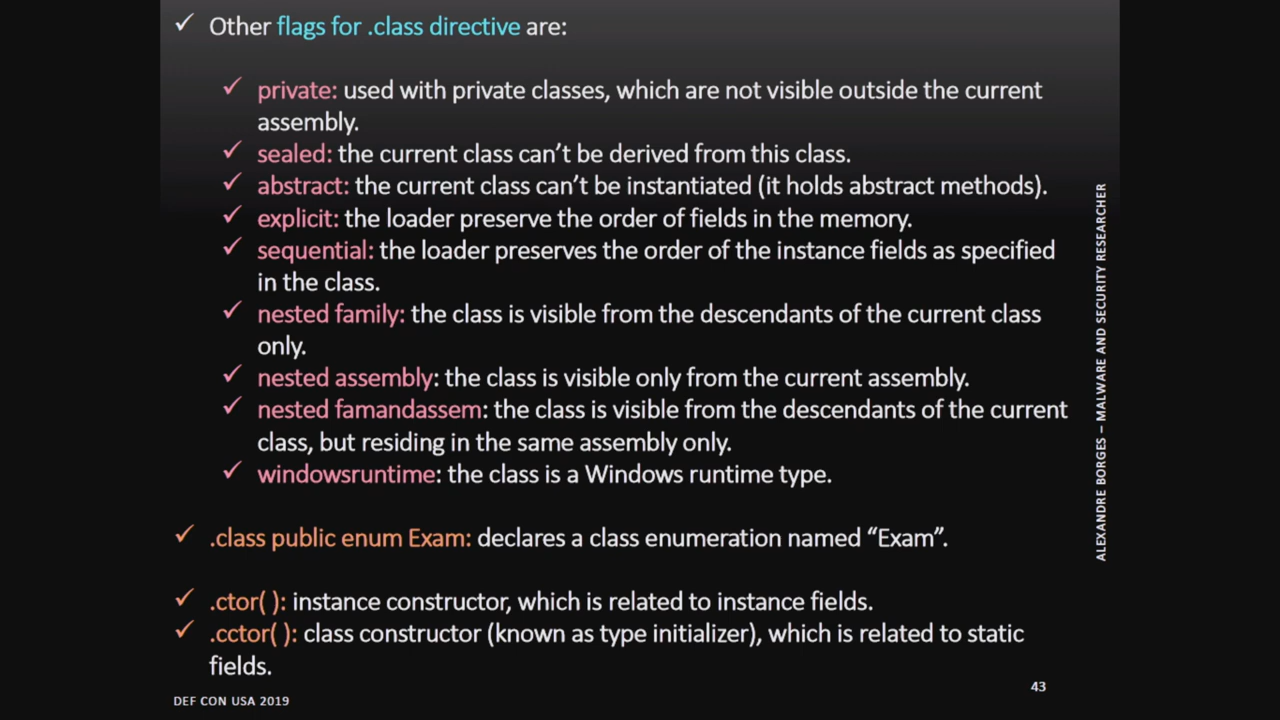 ✓ Other flags for .class directive are:
✓ private: used with private classes, which are not visible outside the current
assembly.
✓ sealed: the current class can't be derived from this class.
✓ abstract: the current class can't be instantiated (it holds abstract methods).
✓ explicit: the loader preserve the order of fields in the memory.
✓ sequential: the loader preserves the order of the instance fields as specified
in the class.
✓ nested family: the class is visible from the descendants of the current class
only.
✓ nested assembly: the class is visible only from the current assembly.
✓ nested famandassem: the class is visible from the descendants of the current
class, but residing in the same assembly only.
✓ windowsruntime: the class is a Windows runtime type.
✓ .class public enum Exam: declares a class enumeration named “Exam”.
✓ .ctor( ): instance constructor, which is related to instance fields.
✓ .cctor( ): class constructor (known as type initializer), which is related to static
fields.
DEF CON USA 2019
43
ALEXANDRE BORGES – MALWARE AND SECURITY RESEARCHER